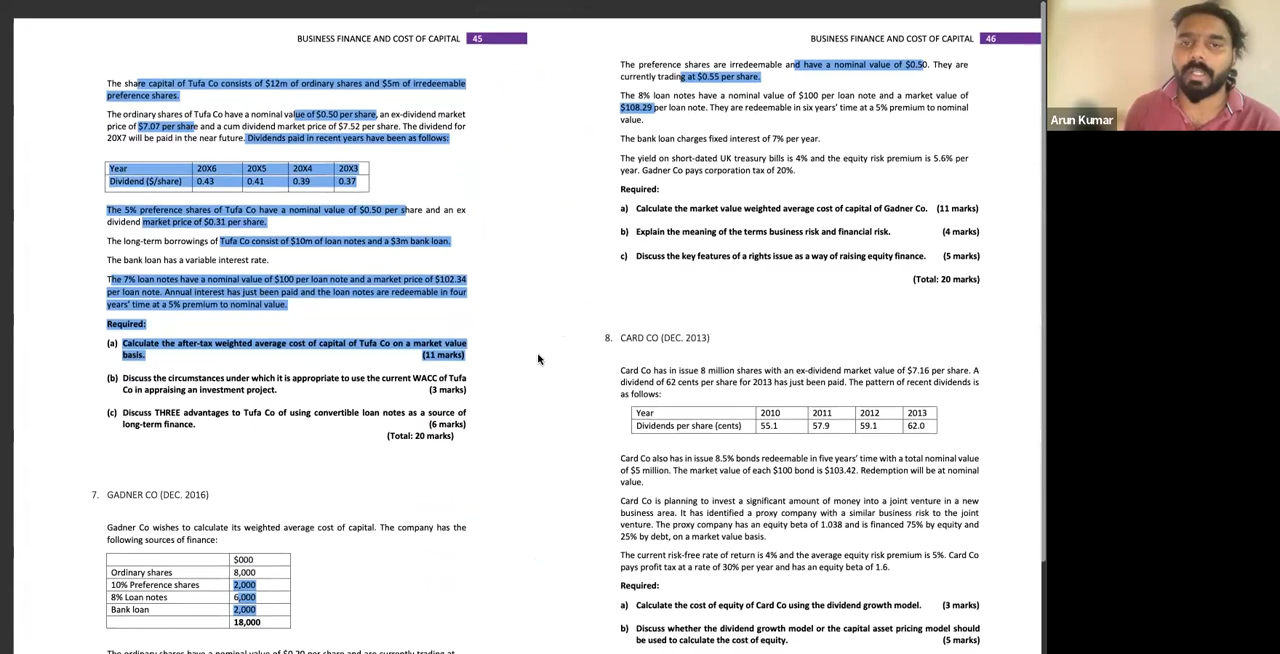 BUSINESS FINANCE AND COST OF CAPITAL 45
The share capital of Tufa Co consists of $12m of ordinary shares and $5m of irredeemable
preference shares.
The ordinary shares of Tufa Co have a nominal value of $0.50 per share, an ex-dividend market
price of $7.07 per share and a cum dividend market price of $7.52 per share. The dividend for
20X7 will be paid in the near future. Dividends paid in recent years have been as follows:
Year 20X6 20X5 20X4 20X3
Dividend ($/share) 0.43 0.41 0.39 0.37
The 5% preference shares of Tufa Co have a nominal value of $0.50 per share and an ex
dividend market price of $0.31 per share.
The long-term borrowings of Tufa Co consist of $10m of loan notes and a $3m bank loan.
The bank loan has a variable interest rate.
The 7% loan notes have a nominal value of $100 per loan note and a market price of $102.34
per loan note. Annual interest has just been paid and the loan notes are redeemable in four
years' time at a 5% premium to nominal value.
Required:
(a) Calculate the after-tax weighted average cost of capital of Tufa Co on a market value
basis. (11 marks)
(b) Discuss the circumstances under which it is appropriate to use the current WACC of Tufa
Co in appraising an investment project. (3 marks)
(c) Discuss THREE advantages to Tufa Co of using convertible loan notes as a source of
long-term finance. (6 marks)
(Total: 20 marks)
7. GADNER CO (DEC. 2016)
Gadner Co wishes to calculate its weighted average cost of capital. The company has the
following sources of finance:
$000
Ordinary shares 8,000
10% Preference shares 2,000
8% Loan notes 6,000
Bank loan 2,000
18,000
The ordinary shares have a nominal value of $0.20 per share and are currently trading at
BUSINESS FINANCE AND COST OF CAPITAL 46
The preference shares are irredeemable and have a nominal value of $0.50. They are
currently trading at $0.55 per share.
The 8% loan notes have a nominal value of $100 per loan note and a market value of
$108.29 per loan note. They are redeemable in six years' time at a 5% premium to nominal
value.
The bank loan charges fixed interest of 7% per year.
The yield on short-dated UK treasury bills is 4% and the equity risk premium is 5.6% per
year. Gadner Co pays corporation tax of 20%.
Required:
a) Calculate the market value weighted average cost of capital of Gadner Co. (11 marks)
b) Explain the meaning of the terms business risk and financial risk. (4 marks)
c) Discuss the key features of a rights issue as a way of raising equity finance. (5 marks)
(Total: 20 marks)
8. CARD CO (DEC. 2013)
Card Co has in issue 8 million shares with an ex-dividend market value of $7.16 per share. A
dividend of 62 cents per share for 2013 has just been paid. The pattern of recent dividends is
as follows:
Year 2010 2011 2012 2013
Dividends per share (cents) 55.1 57.9 59.1 62.0
Card Co also has in issue 8.5% bonds redeemable in five years' time with a total nominal value
of $5 million. The market value of each $100 bond is $103.42. Redemption will be at nominal
value.
Card Co is planning to invest a significant amount of money into a joint venture in a new
business area. It has identified a proxy company with a similar business risk to the joint
venture. The proxy company has an equity beta of 1.038 and is financed 75% by equity and
25% by debt, on a market value basis.
The current risk-free rate of return is 4% and the average equity risk premium is 5%. Card Co
pays profit tax at a rate of 30% per year and has an equity beta of 1.6.
Required:
a) Calculate the cost of equity of Card Co using the dividend growth model. (3 marks)
b) Discuss whether the dividend growth model or the capital asset pricing model should
be used to calculate the cost of equity. (5 marks)
Arun Kumar